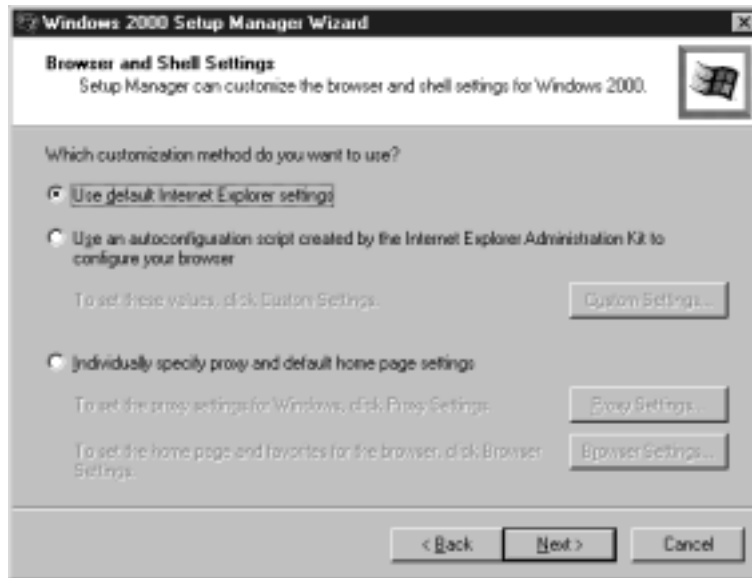 Windows 2000 Setup Manager Wizard
Browser and Shell Settings
Setup Manager can customize the browser and shell settings for Windows 2000.
Which customization method do you want to use?
Use default Internet Explorer settings
Use an autoconfiguration script created by the Internet Explorer Administration Kit to
configure your browser
To set these values, click Custom Settings.
Custom Settings...
Individually specify proxy and default home page settings
To set the proxy settings for Windows, click Proxy Settings.
Proxy Settings...
To set the home page and favorites for the browser, click Browser
Settings.
Browser Settings...
< Back
Next >
Cancel